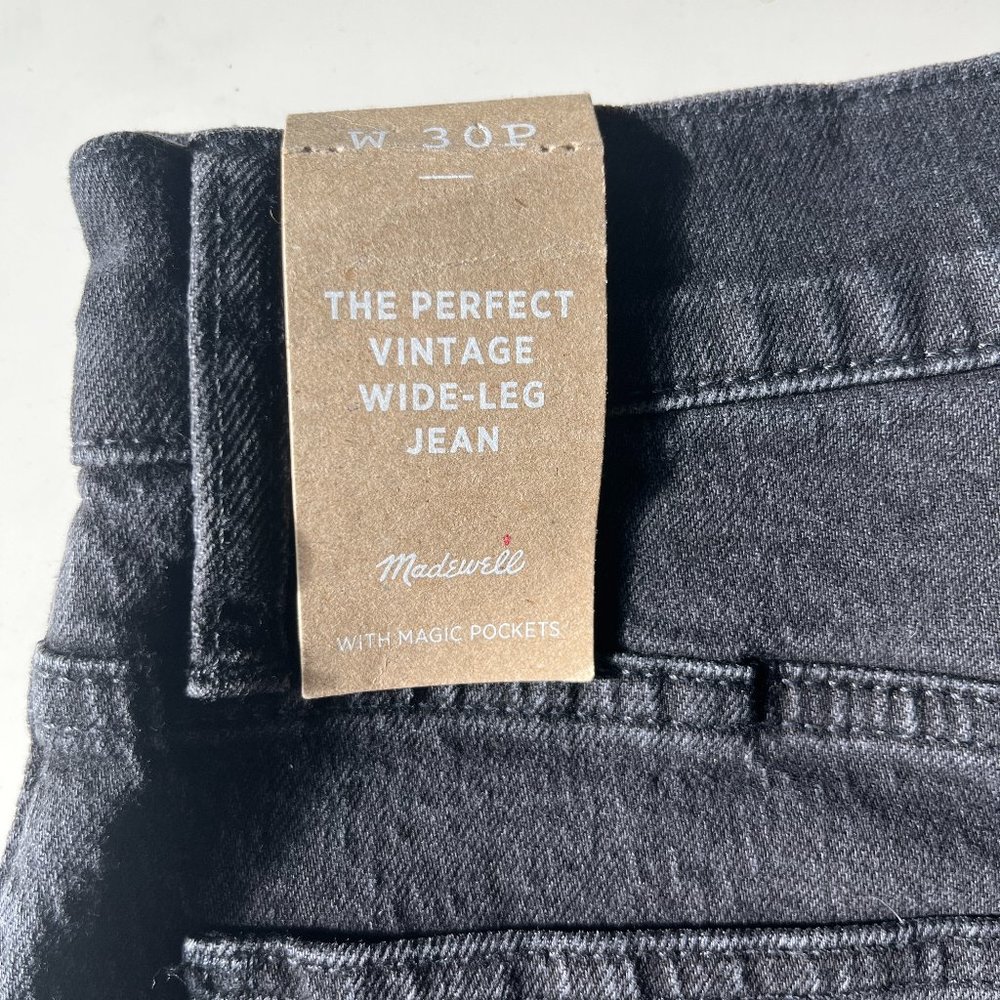 W 30P
THE PERFECT
VINTAGE
WIDE-LEG
JEAN
Madewell
WITH MAGIC POCKETS